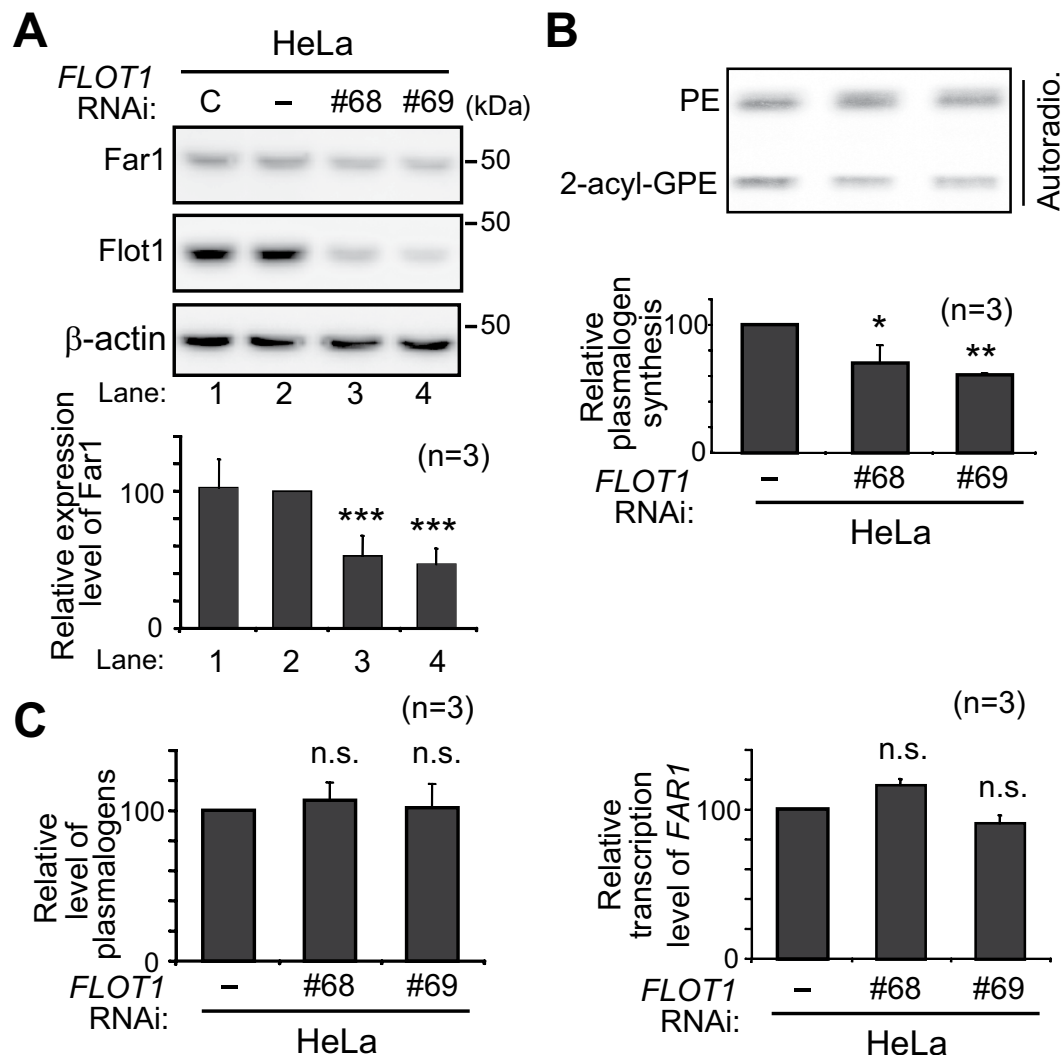 A
HeLa
FLOT1
RNAi: C – #68 #69 (kDa)
Far1 50
Flot1 50
β-actin 50
Lane: 1 2 3 4
Relative expression
level of Far1
(n=3)
100
*** ***
0
Lane: 1 2 3 4
B
PE
2-acyl-GPE
Autoradio.
Relative
plasmalogen
synthesis
(n=3)
100
* **
0
FLOT1
RNAi: – #68 #69
HeLa
C
Relative
level of
plasmalogens
(n=3)
n.s. n.s.
100
0
FLOT1
RNAi: – #68 #69
HeLa
Relative
transcription
level of FAR1
(n=3)
n.s. n.s.
100
0
FLOT1
RNAi: – #68 #69
HeLa